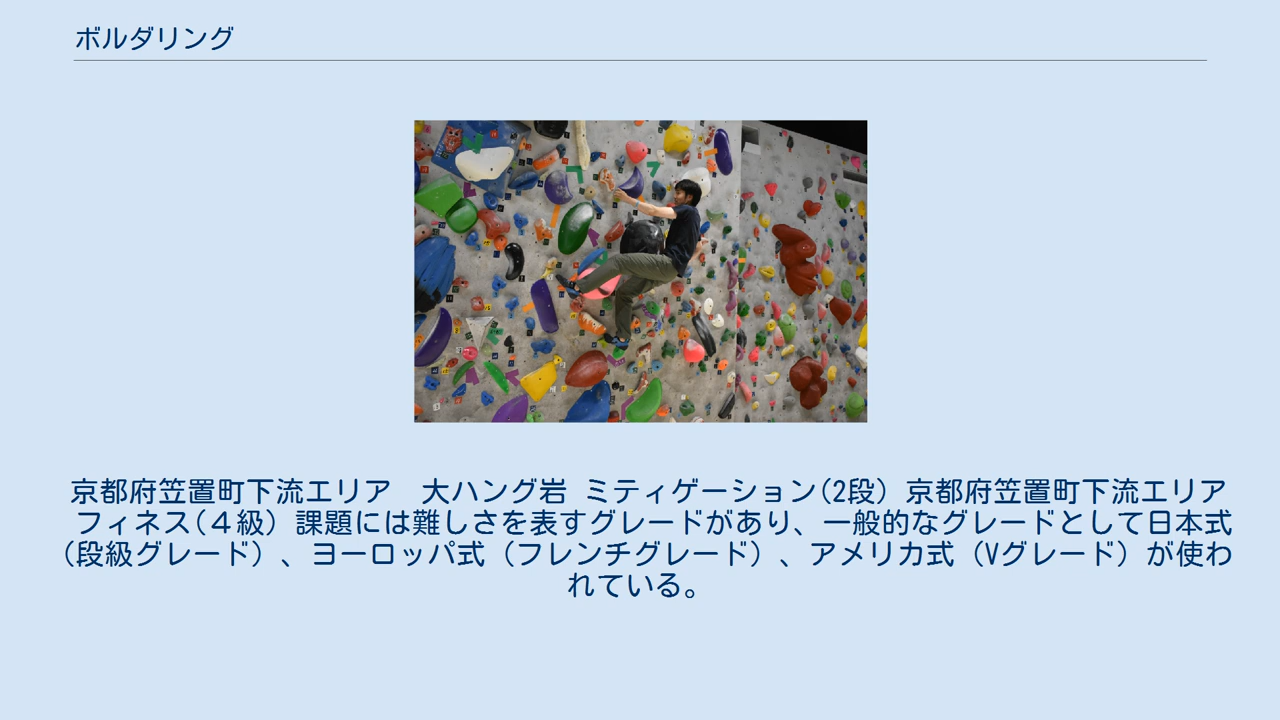 ボルダリング
京都府笠置町下流エリア　大ハング岩 ミティゲーション(2段) 京都府笠置町下流エリア
フィネス(４級) 課題には難しさを表すグレードがあり、一般的なグレードとして日本式
(段級グレード）、ヨーロッパ式（フレンチグレード）、アメリカ式（Vグレード）が使わ
れている。